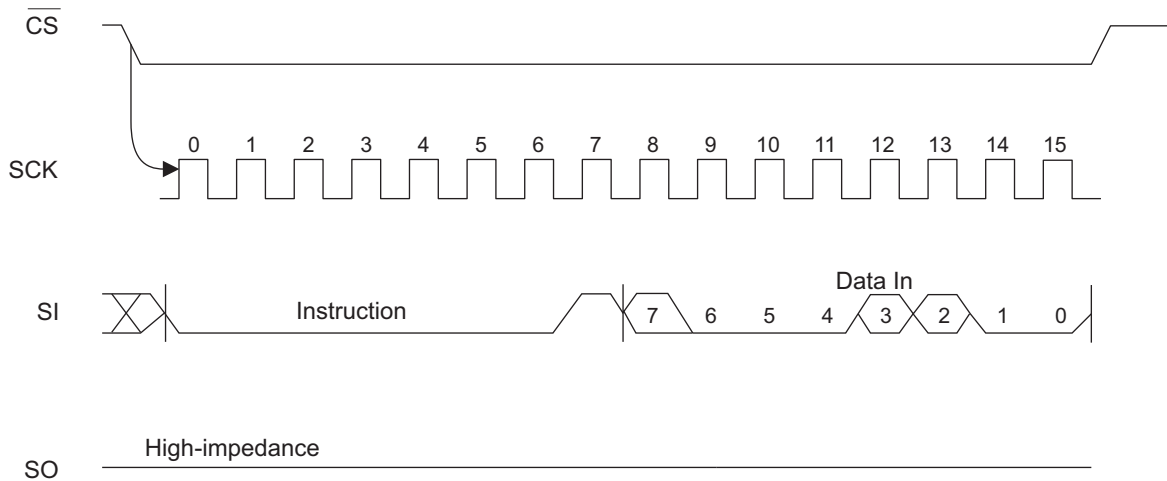 CS
0 1 2 3 4 5 6 7 8 9 10 11 12 13 14 15
SCK
Data In
SI Instruction 7 6 5 4 3 2 1 0
High-impedance
SO